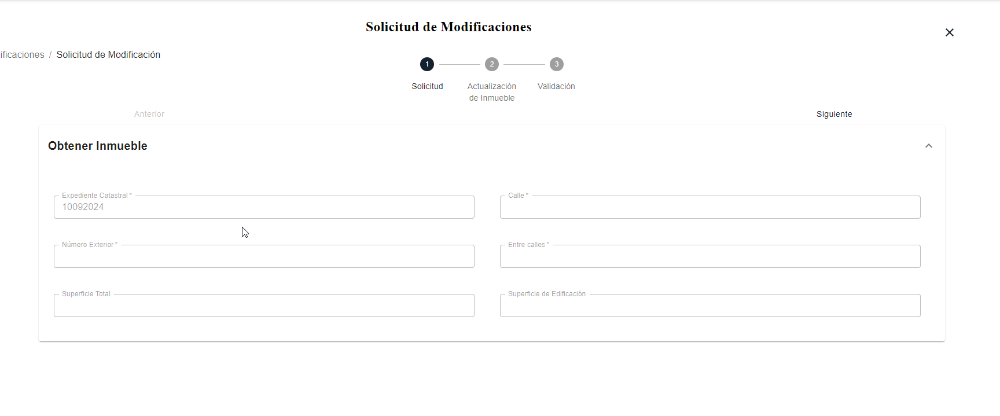 Solicitud de Modificaciones
ificaciones / Solicitud de Modificación
1 2 3
Solicitud Actualización de Inmueble Validación
Anterior Siguiente
Obtener Inmueble
Expediente Catastral * Calle *
10092024
Número Exterior * Entre calles *
Superficie Total Superficie de Edificación